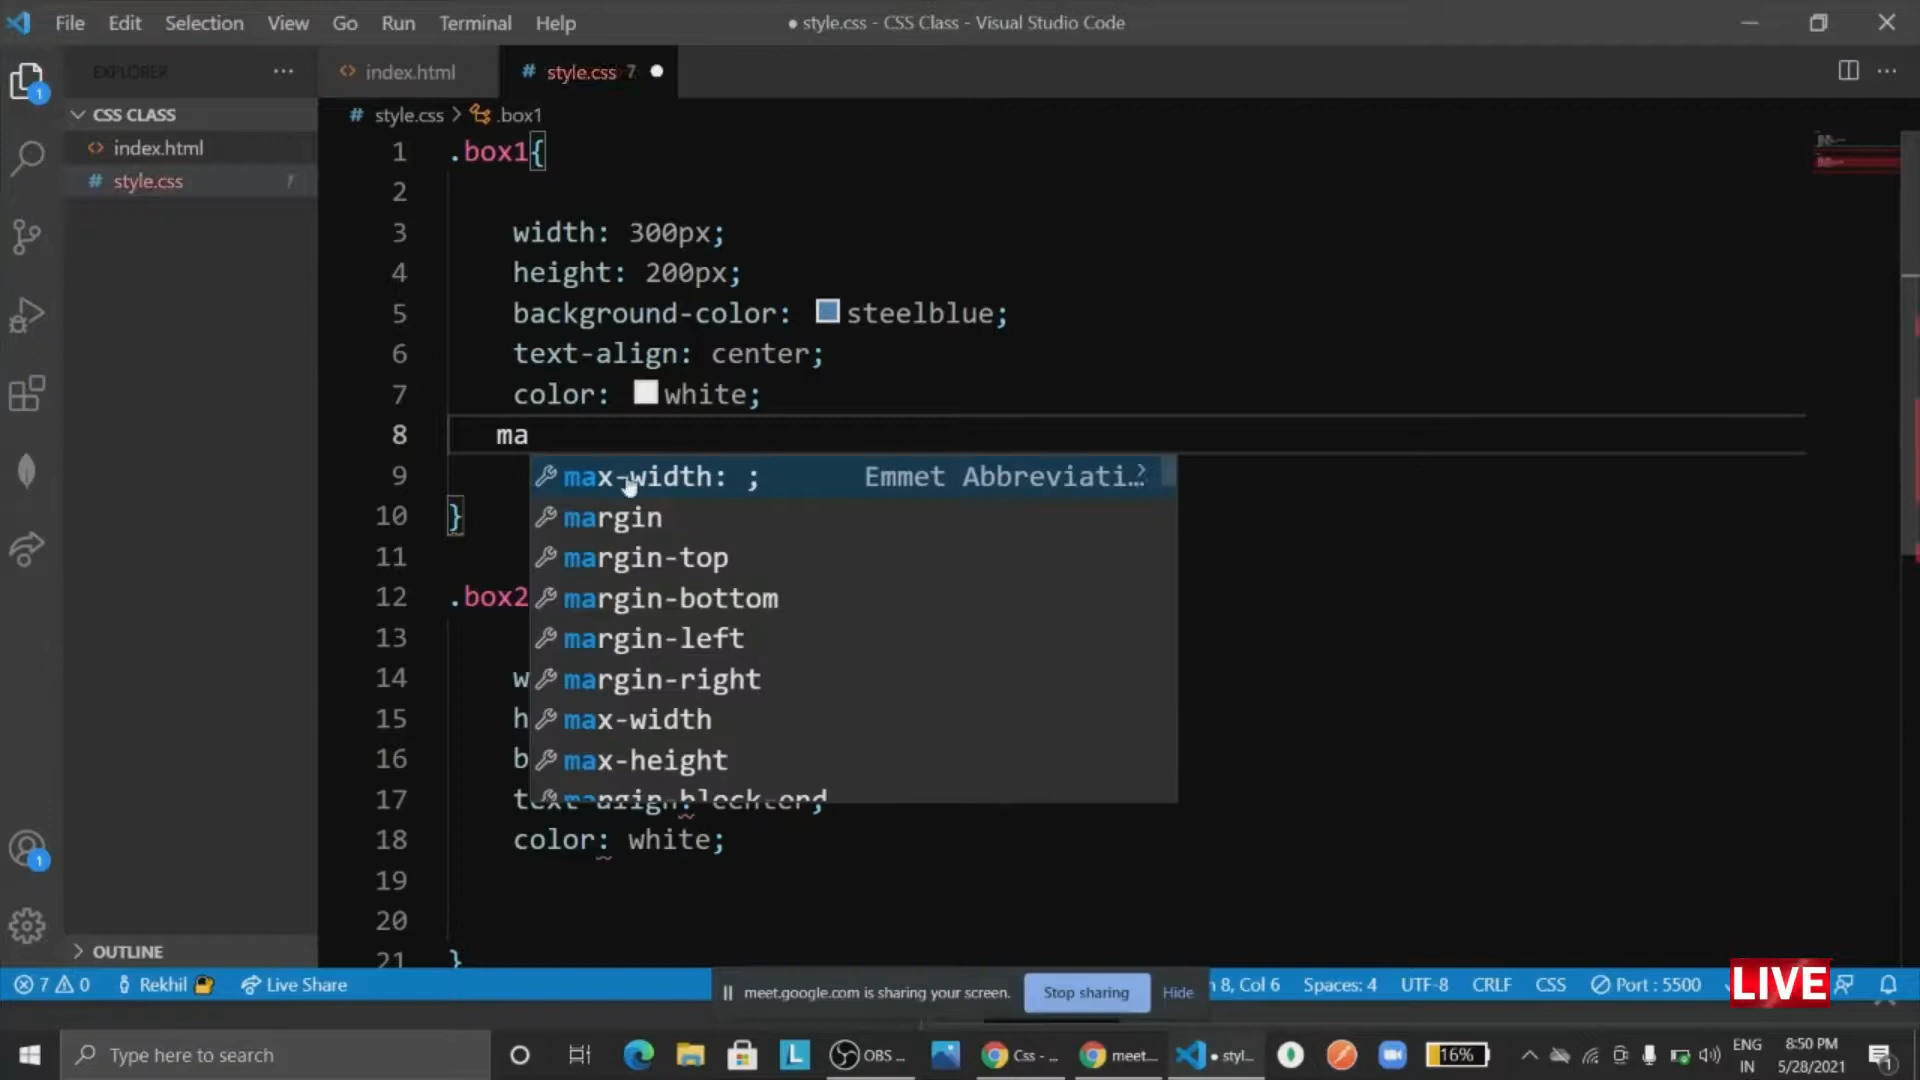 File Edit Selection View Go Run Terminal Help
● style.css - CSS Class - Visual Studio Code
EXPLORER ···
<> index.html
# style.css 7 ●
CSS CLASS
<> index.html
# style.css 7
# style.css > .box1
1 .box1{
2
3 width: 300px;
4 height: 200px;
5 background-color: steelblue;
6 text-align: center;
7 color: white;
8 ma
9
10 }
11
12 .box2
13
14 w
15 h
16 b
17
18 color: white;
19
20
21 }
max-width: ; Emmet Abbreviati…
margin
margin-top
margin-bottom
margin-left
margin-right
max-width
max-height
OUTLINE
7 0 Rekhil Live Share
meet.google.com is sharing your screen. Stop sharing Hide
n 8, Col 6 Spaces: 4 UTF-8 CRLF CSS Port : 5500
LIVE
Type here to search
L OBS ... Css - ... meet... ● styl... 16%
ENG
IN
8:50 PM
5/28/2021
1
1
1